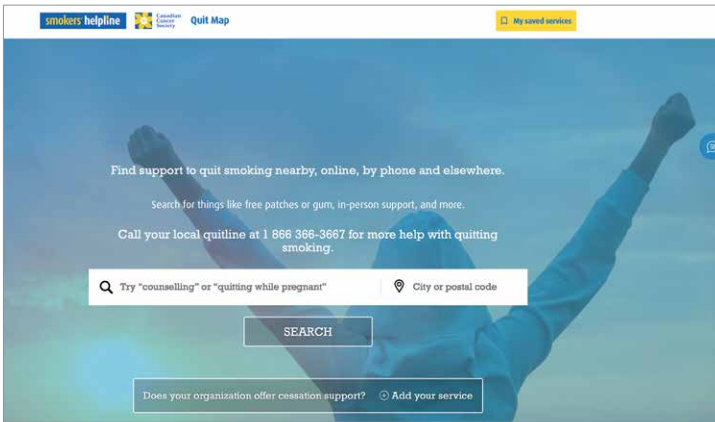 smokers' helpline
Canadian
Cancer
Society
Quit Map
My saved services
Find support to quit smoking nearby, online, by phone and elsewhere.
Search for things like free patches or gum, in-person support, and more.
Call your local quitline at 1 866 366-3667 for more help with quitting
smoking.
Try "counselling" or "quitting while pregnant"
City or postal code
SEARCH
Does your organization offer cessation support?
Add your service